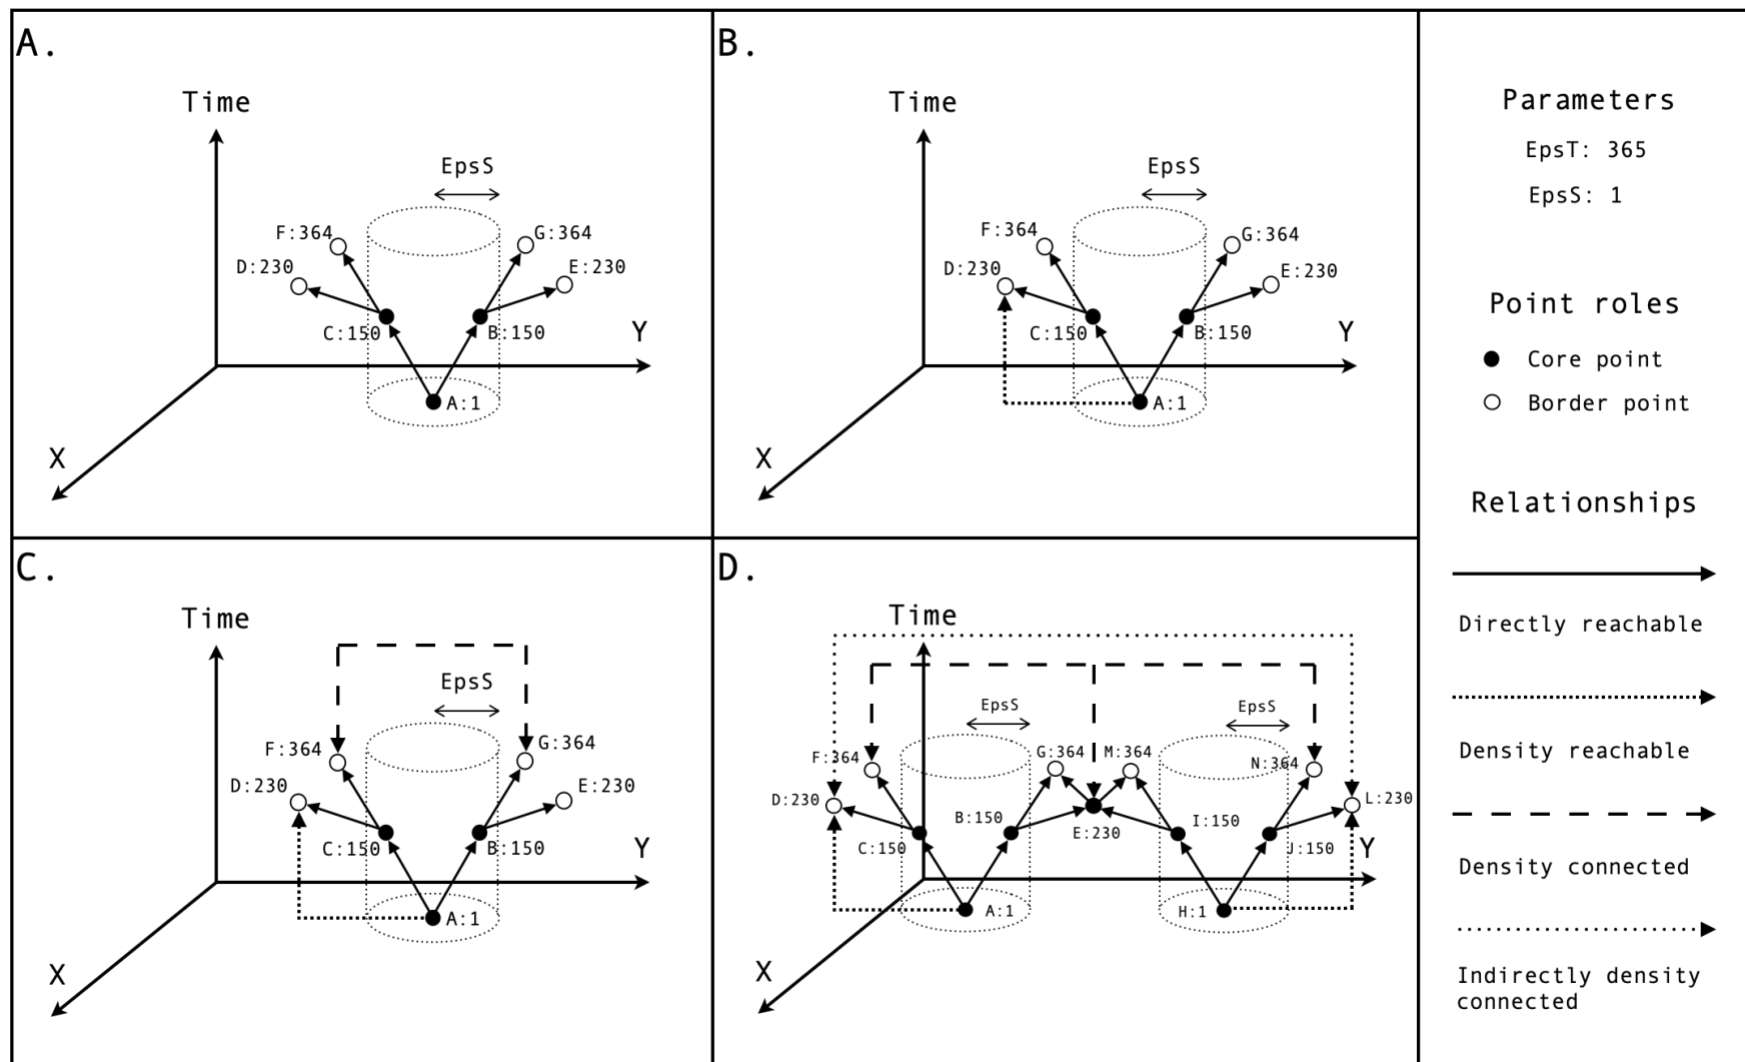 A.
Time
EpsS
F:364
G:364
D:230
E:230
C:150
B:150
Y
A:1
X
B.
Time
EpsS
F:364
G:364
D:230
E:230
C:150
B:150
Y
A:1
X
C.
Time
EpsS
F:364
G:364
D:230
E:230
C:150
B:150
Y
A:1
X
D.
Time
EpsS
EpsS
F:364
G:364
M:364
N:364
D:230
L:230
B:150
E:230
I:150
C:150
J:150
Y
A:1
H:1
X
Parameters
EpsT: 365
EpsS: 1
Point roles
Core point
Border point
Relationships
Directly reachable
Density reachable
Density connected
Indirectly density
connected